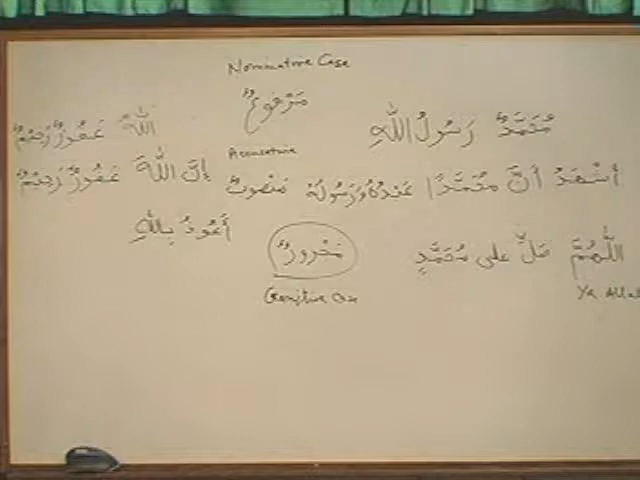 Nominative Case
مَرْفُوعٌ
مُحَمَّدٌ رَسُولُ اللهِ
اللهُ غَفُورٌ رَحِيمٌ
Accusative
أَشْهَدُ أَنَّ مُحَمَّدًا عَبْدُهُ وَرَسُولُهُ
مَنْصُوبٌ
إِنَّ اللهَ غَفُورٌ رَحِيمٌ
اللَّهُمَّ صَلِّ عَلَى مُحَمَّدٍ
Ya Allah
مَجْرُورٌ
أَعُوذُ بِاللهِ
Genitive Case